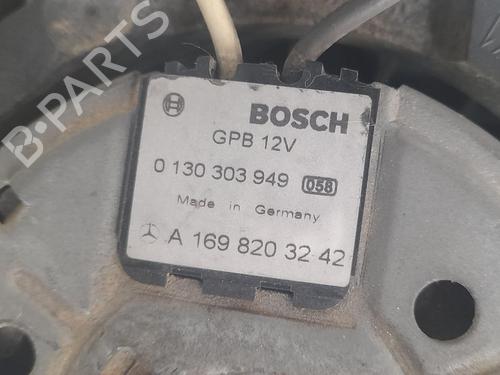 B-PARTS
BOSCH
GPB 12V
0 130 303 949 058
Made in Germany
A 169 820 32 42